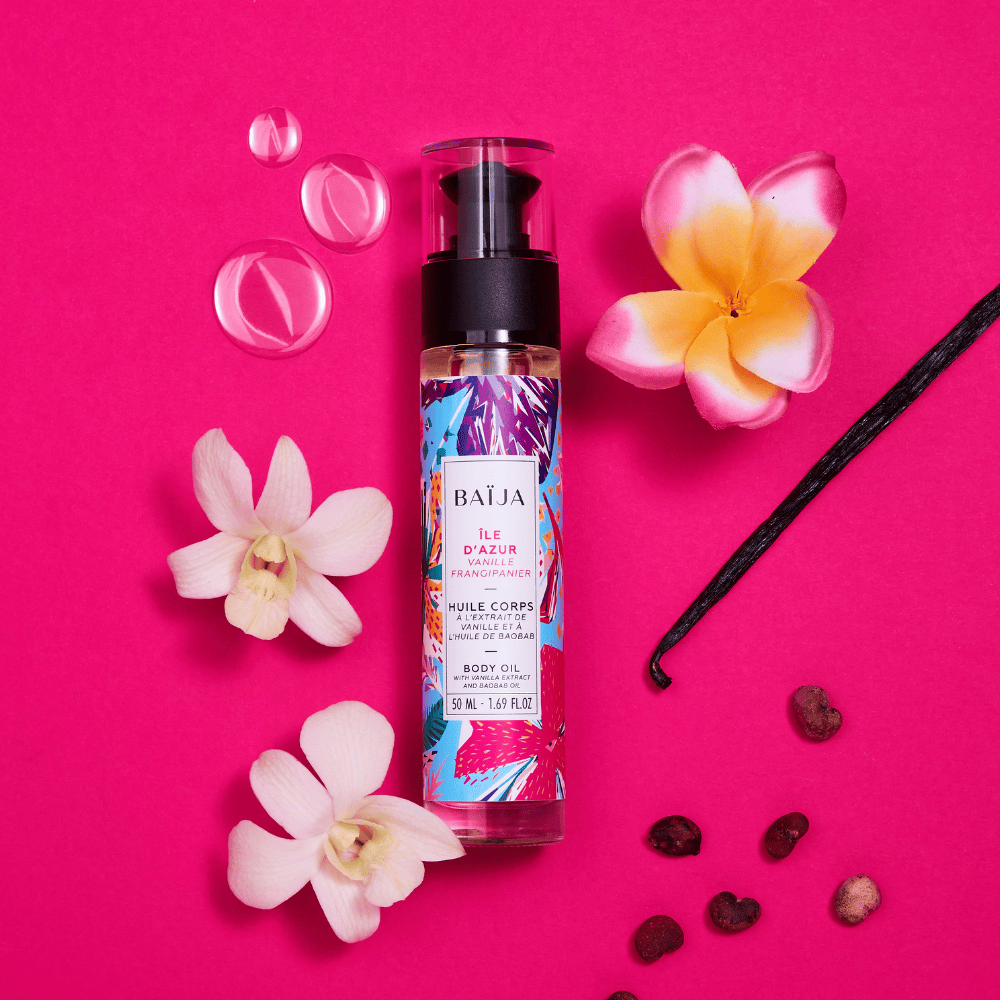 BAÏJA
ÎLE
D'AZUR
VANILLE
FRANGIPANIER
HUILE CORPS
À L'EXTRAIT DE
VANILLE ET À
L'HUILE DE BAOBAB
BODY OIL
WITH VANILLA EXTRACT
AND BAOBAB OIL
50 ML - 1.69 FL.OZ